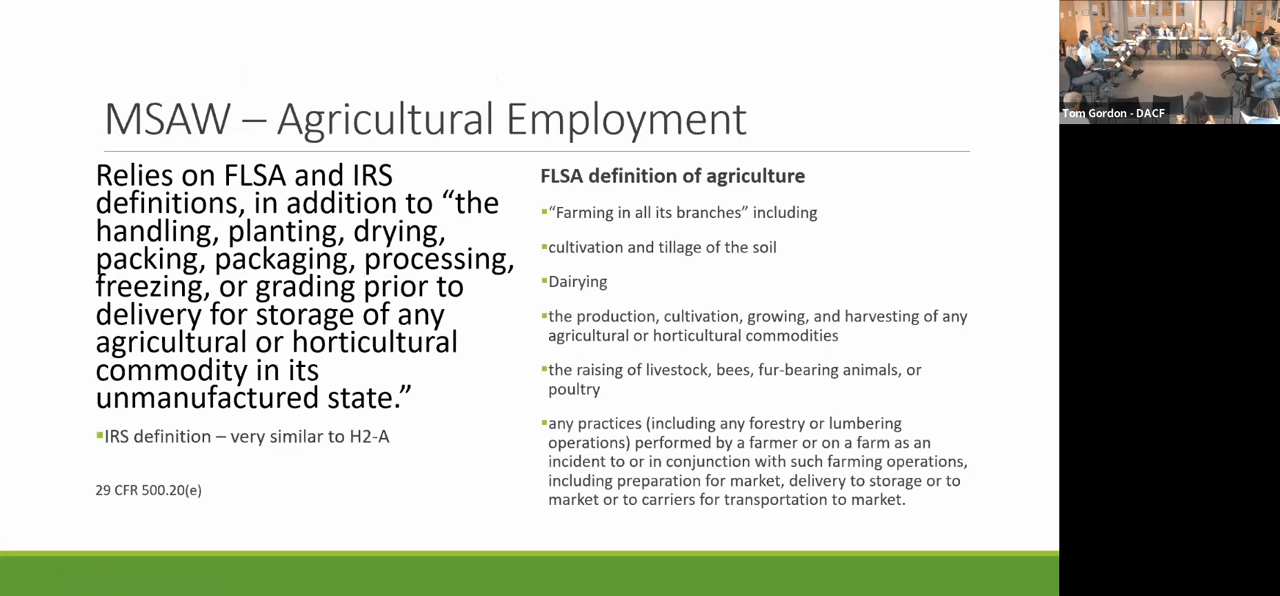 MSAW – Agricultural Employment
Relies on FLSA and IRS
definitions, in addition to “the
handling, planting, drying,
packing, packaging, processing,
freezing, or grading prior to
delivery for storage of any
agricultural or horticultural
commodity in its
unmanufactured state.”
▪IRS definition – very similar to H2-A
29 CFR 500.20(e)
FLSA definition of agriculture
▪“Farming in all its branches” including
▪cultivation and tillage of the soil
▪Dairying
▪the production, cultivation, growing, and harvesting of any
agricultural or horticultural commodities
▪the raising of livestock, bees, fur-bearing animals, or
poultry
▪any practices (including any forestry or lumbering
operations) performed by a farmer or on a farm as an
incident to or in conjunction with such farming operations,
including preparation for market, delivery to storage or to
market or to carriers for transportation to market.
Tom Gordon - DACF